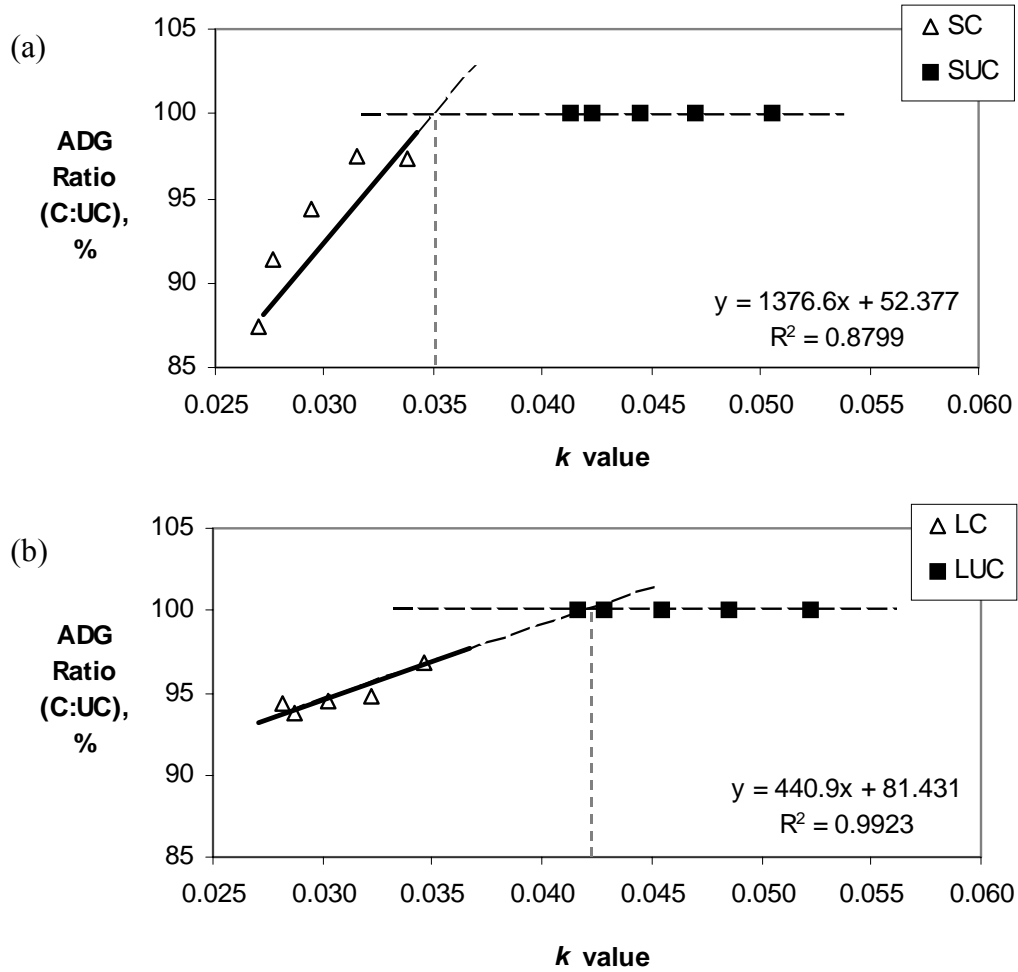 (a)
SC
SUC
ADG
Ratio
(C:UC),
%
105
100
95
90
85
y = 1376.6x + 52.377
R² = 0.8799
0.025 0.030 0.035 0.040 0.045 0.050 0.055 0.060
k value
(b)
LC
LUC
ADG
Ratio
(C:UC),
%
105
100
95
90
85
y = 440.9x + 81.431
R² = 0.9923
0.025 0.030 0.035 0.040 0.045 0.050 0.055 0.060
k value